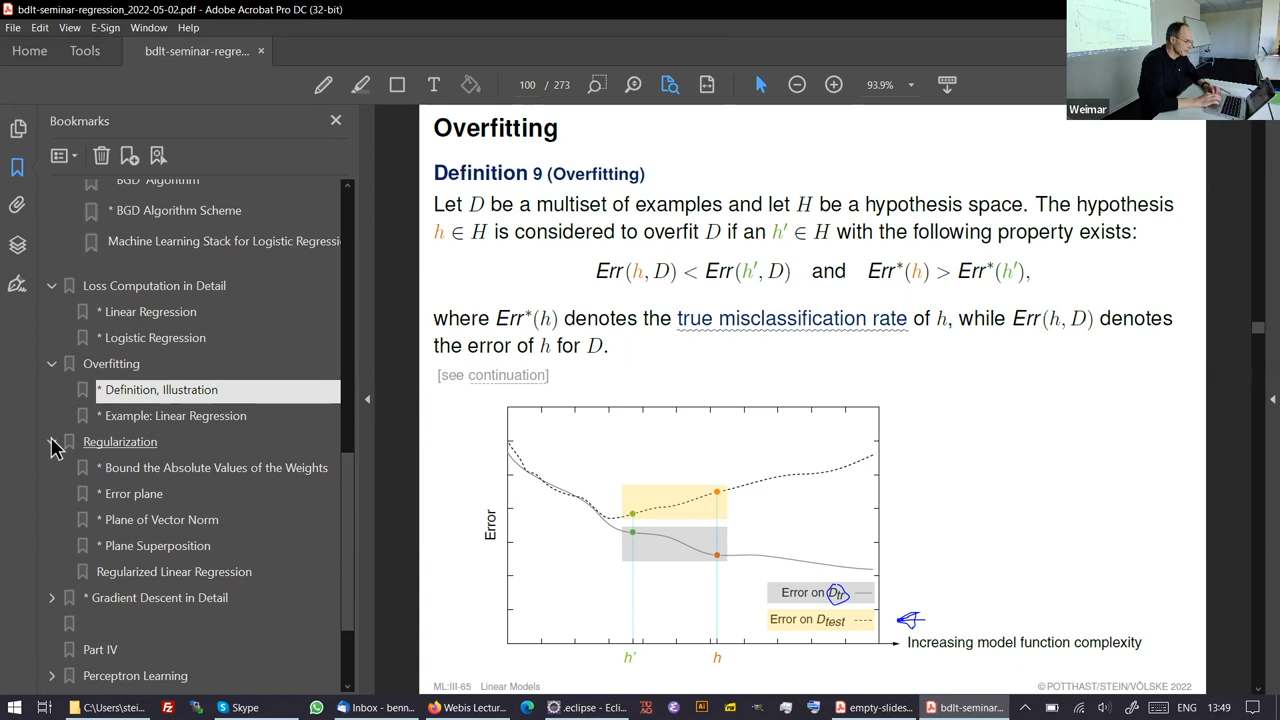 bdlt-seminar-regression_2022-05-02.pdf - Adobe Acrobat Pro DC (32-bit)
File Edit View E-Sign Window Help
Home Tools bdlt-seminar-regre... ×
100 / 273 93.9%
Weimar
Bookmarks
BGD Algorithm
* BGD Algorithm Scheme
Machine Learning Stack for Logistic Regressi
Loss Computation in Detail
* Linear Regression
* Logistic Regression
Overfitting
* Definition, Illustration
* Example: Linear Regression
Regularization
* Bound the Absolute Values of the Weights
* Error plane
* Plane of Vector Norm
* Plane Superposition
Regularized Linear Regression
* Gradient Descent in Detail
Part IV
Perceptron Learning
Overfitting
Definition 9 (Overfitting)
Let D be a multiset of examples and let H be a hypothesis space. The hypothesis
h ∈ H is considered to overfit D if an h′ ∈ H with the following property exists:
Err(h, D) < Err(h′, D) and Err*(h) > Err*(h′),
where Err*(h) denotes the true misclassification rate of h, while Err(h, D) denotes
the error of h for D.
[see continuation]
Error
Error on Dtr
Error on Dtest
Increasing model function complexity
h' h
ML:III-65 Linear Models ©POTTHAST/STEIN/VÖLSKE 2022
C:\Users\stei... Skype Inbox - benn... Webis Lectur... .eclipse - Ecli... empty-slides... bdlt-seminar... ENG 13:49